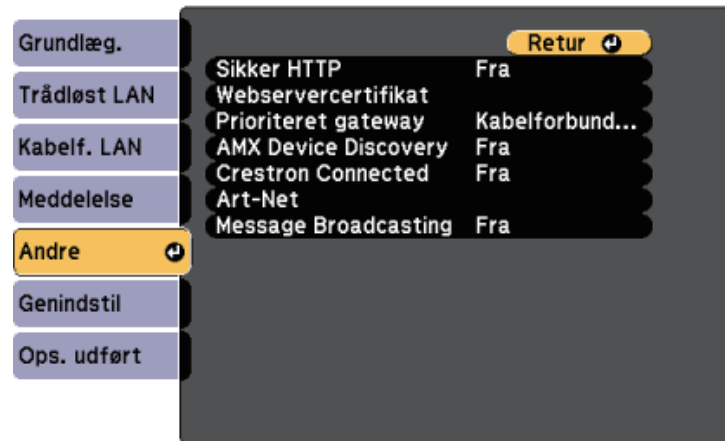 Grundlæg.
Trådløst LAN
Kabelf. LAN
Meddelelse
Andre
Genindstil
Ops. udført
Retur
Sikker HTTP Fra
Webservercertifikat
Prioriteret gateway Kabelforbund...
AMX Device Discovery Fra
Crestron Connected Fra
Art-Net
Message Broadcasting Fra